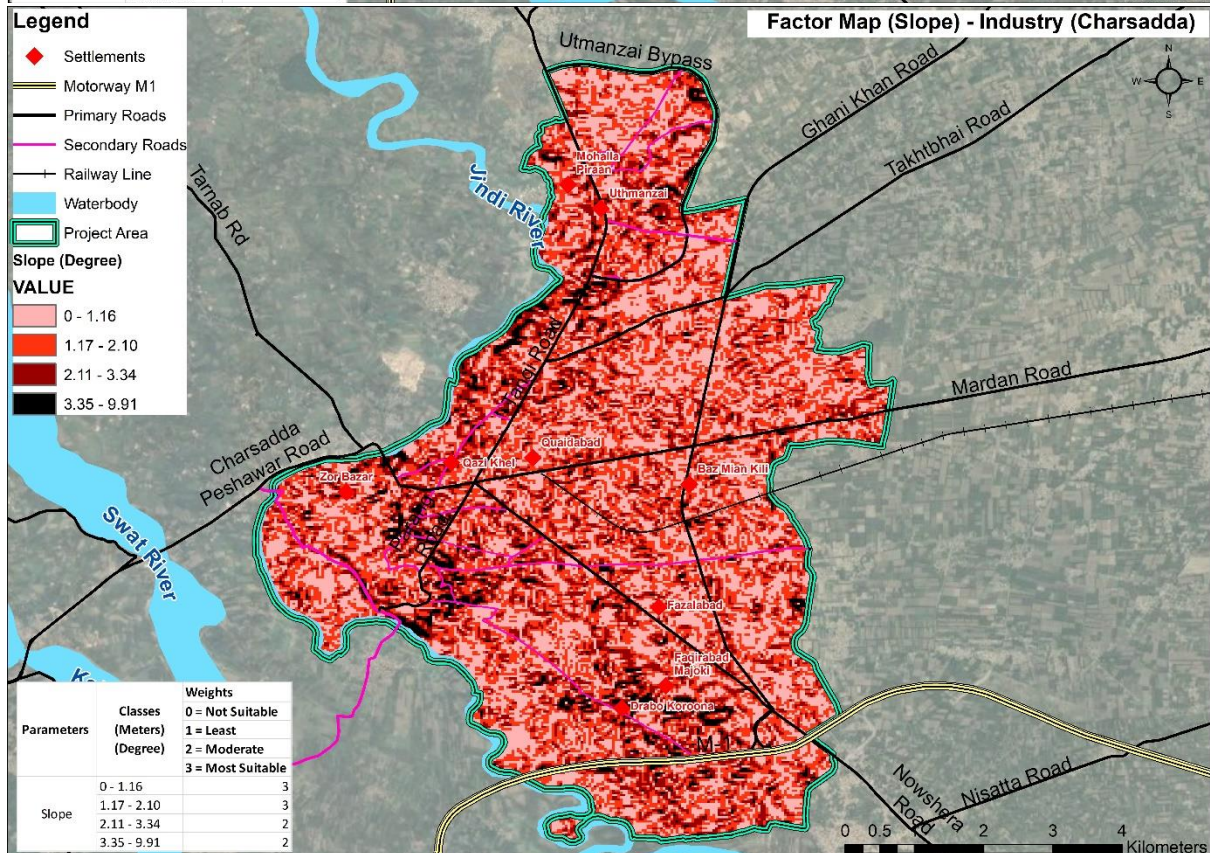 Legend
Settlements
Motorway M1
Primary Roads
Secondary Roads
Railway Line
Waterbody
Project Area
Slope (Degree)
VALUE
0 - 1.16
1.17 - 2.10
2.11 - 3.34
3.35 - 9.91
Factor Map (Slope) - Industry (Charsadda)
N
W
E
S
Utmanzai Bypass
Ghani Khan Road
Takhtbhai Road
Tarnab Rd
Jindi River
Mohalla
Piraan
Uthmanzai
Tangi Road
Mardan Road
Charsadda
Peshawar Road
Quaidabad
Qazi Khel
Zor Bazar
Baz Mian Kili
Road
Swat River
Fazalabad
Faqirabad
Majoki
Drabo Koroona
M-1
Nowshera
Road
Nisatta Road
Parameters
Classes
(Meters)
(Degree)
Weights
0 = Not Suitable
1 = Least
2 = Moderate
3 = Most Suitable
Slope
0 - 1.16 3
1.17 - 2.10 3
2.11 - 3.34 2
3.35 - 9.91 2
0 0.5 1 2 3 4
Kilometers